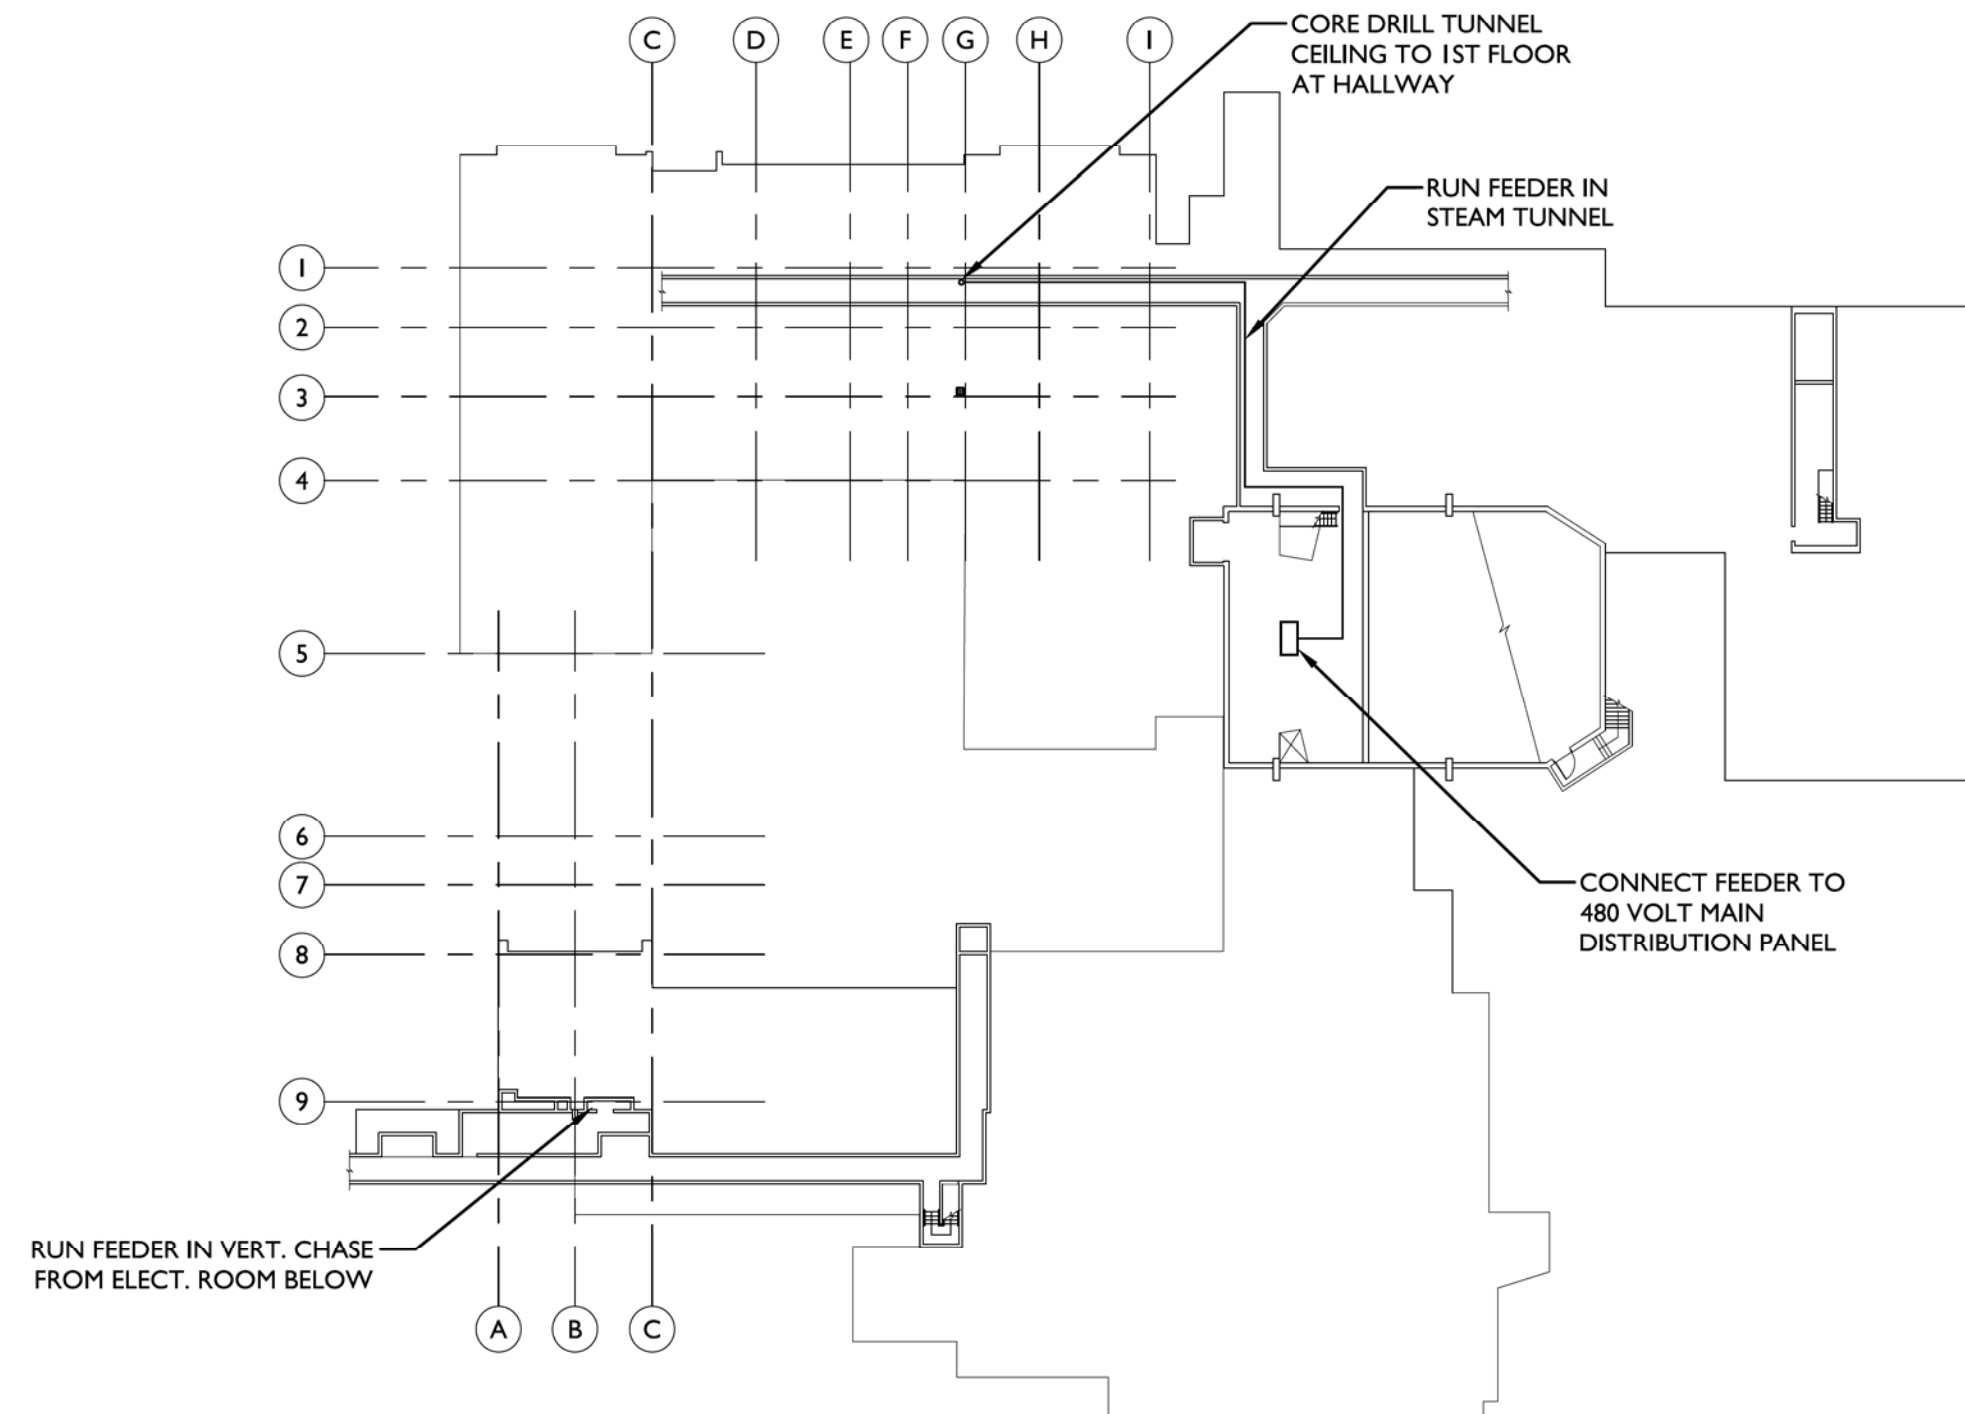 C D E F G H I
CORE DRILL TUNNEL
CEILING TO 1ST FLOOR
AT HALLWAY
RUN FEEDER IN
STEAM TUNNEL
1
2
3
4
5
6
7
8
9
CONNECT FEEDER TO
480 VOLT MAIN
DISTRIBUTION PANEL
RUN FEEDER IN VERT. CHASE
FROM ELECT. ROOM BELOW
A B C